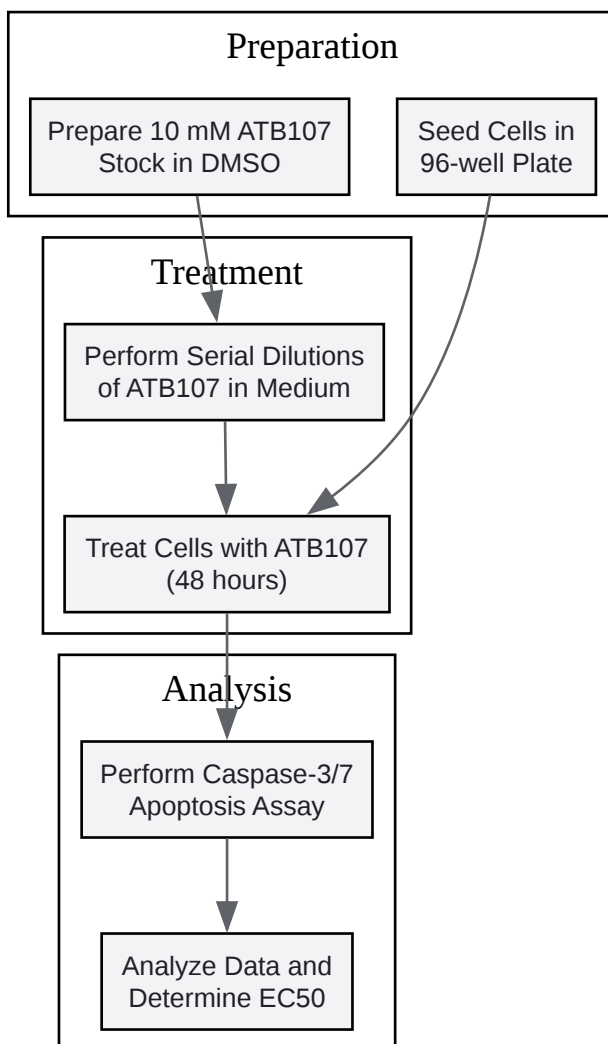 Preparation
Prepare 10 mM ATB107
Stock in DMSO
Seed Cells in
96-well Plate
Treatment
Perform Serial Dilutions
of ATB107 in Medium
Treat Cells with ATB107
(48 hours)
Analysis
Perform Caspase-3/7
Apoptosis Assay
Analyze Data and
Determine EC50